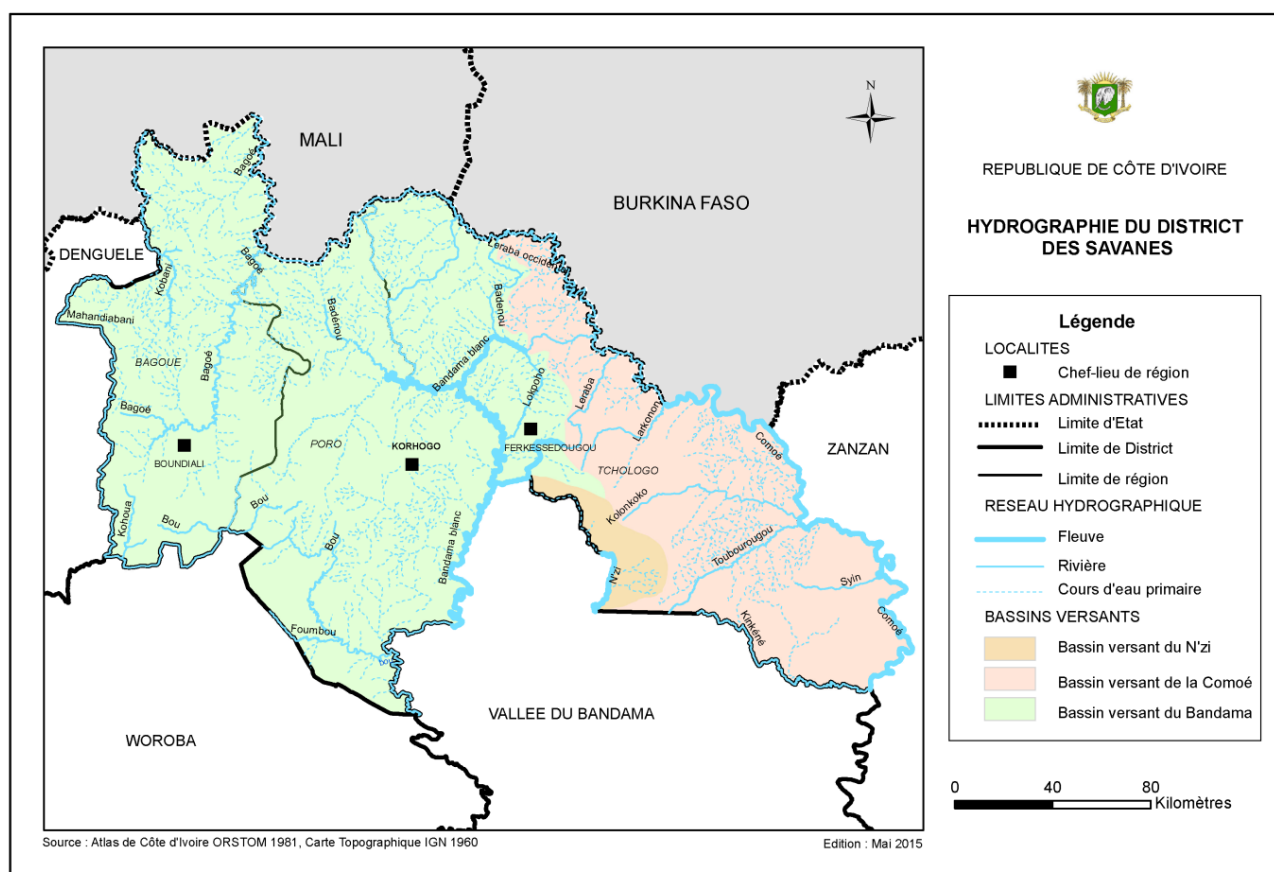 N
MALI
BURKINA FASO
DENGUELE
ZANZAN
WOROBA
VALLEE DU BANDAMA
Bagoé
Bagoé
Kobani
Mahandiabani
BAGOUE
Bagoé
Bagoé
BOUNDIALI
Kohoua
Bou
Bou
Bou
Foumbou
bou
PORO
KORHOGO
Badénou
Bandama blanc
Badenou
Leraba occidental
Lokpoho
Leraba
Larkonon
FERKESSEDOUGOU
TCHOLOGO
Kolonkoko
Toubourougou
Comoé
Syin
Comoé
Kinkéné
N'zi
Bandama blanc
Source : Atlas de Côte d'Ivoire ORSTOM 1981, Carte Topographique IGN 1960
Edition : Mai 2015
REPUBLIQUE DE CÔTE D'IVOIRE
HYDROGRAPHIE DU DISTRICT
DES SAVANES
Légende
LOCALITES
Chef-lieu de région
LIMITES ADMINISTRATIVES
Limite d'Etat
Limite de District
Limite de région
RESEAU HYDROGRAPHIQUE
Fleuve
Rivière
Cours d'eau primaire
BASSINS VERSANTS
Bassin versant du N'zi
Bassin versant de la Comoé
Bassin versant du Bandama
0 40 80
Kilomètres